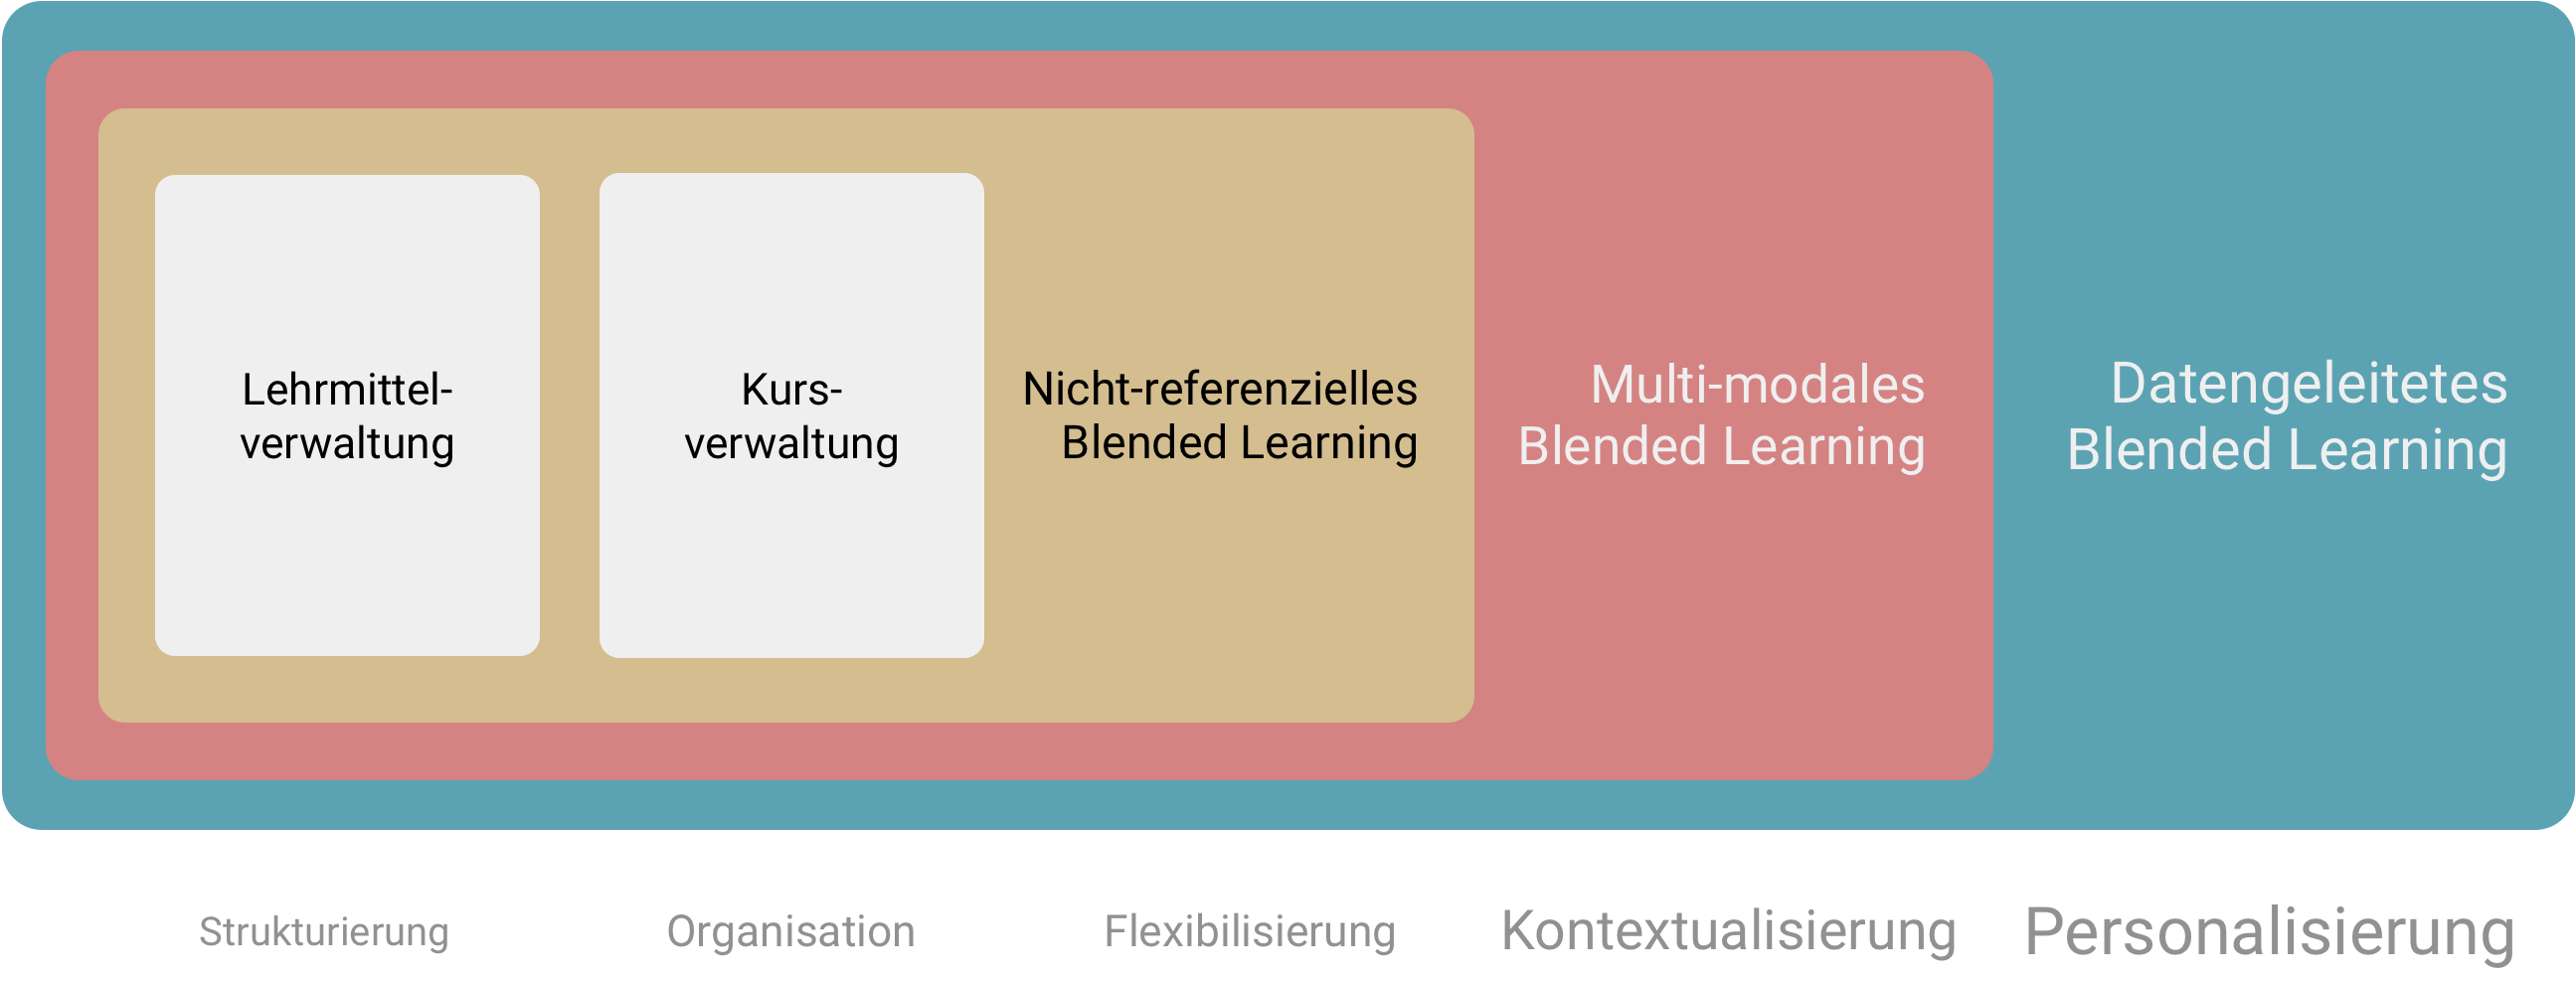 Lehrmittel-
verwaltung
Kurs-
verwaltung
Nicht-referenzielles
Blended Learning
Multi-modales
Blended Learning
Datengeleitetes
Blended Learning
Strukturierung
Organisation
Flexibilisierung
Kontextualisierung
Personalisierung